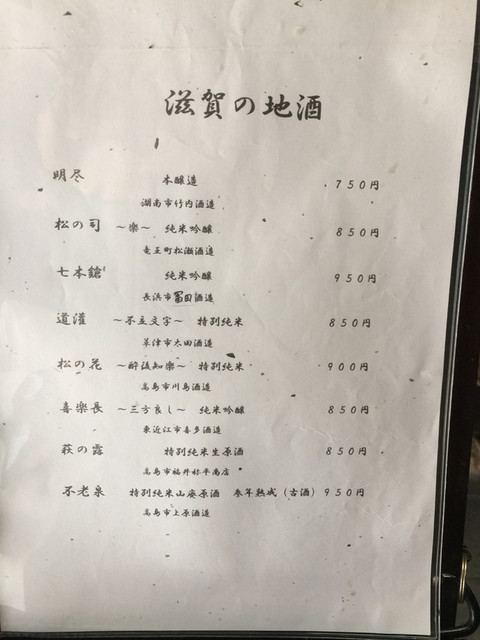 滋賀の地酒
明尽 本醸造 750円
湖南市竹内酒造
松の司 ～楽～ 純米吟醸 850円
竜王町松瀬酒造
七本鎗 純米吟醸 950円
長浜市冨田酒造
道灌 ～不立文字～ 特別純米 850円
草津市太田酒造
松の花 ～酔後知樂～ 特別純米 900円
高島市川島酒造
喜樂長 ～三方良し～ 純米吟醸 850円
東近江市喜多酒造
萩の露 特別純米生原酒 850円
高島市福井弥平商店
不老泉 特別純米山廃原酒 参年熟成（古酒）950円
高島市上原酒造